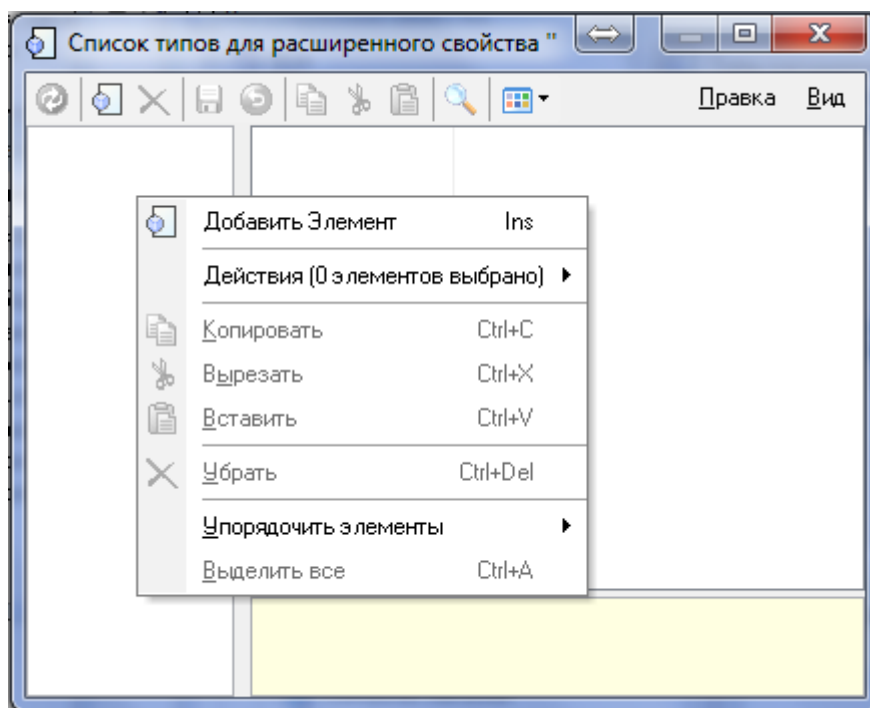 Список типов для расширенного свойства "
Правка Вид
Добавить Элемент Ins
Действия (0 элементов выбрано)
Копировать Ctrl+C
Вырезать Ctrl+X
Вставить Ctrl+V
Убрать Ctrl+Del
Упорядочить элементы
Выделить все Ctrl+A